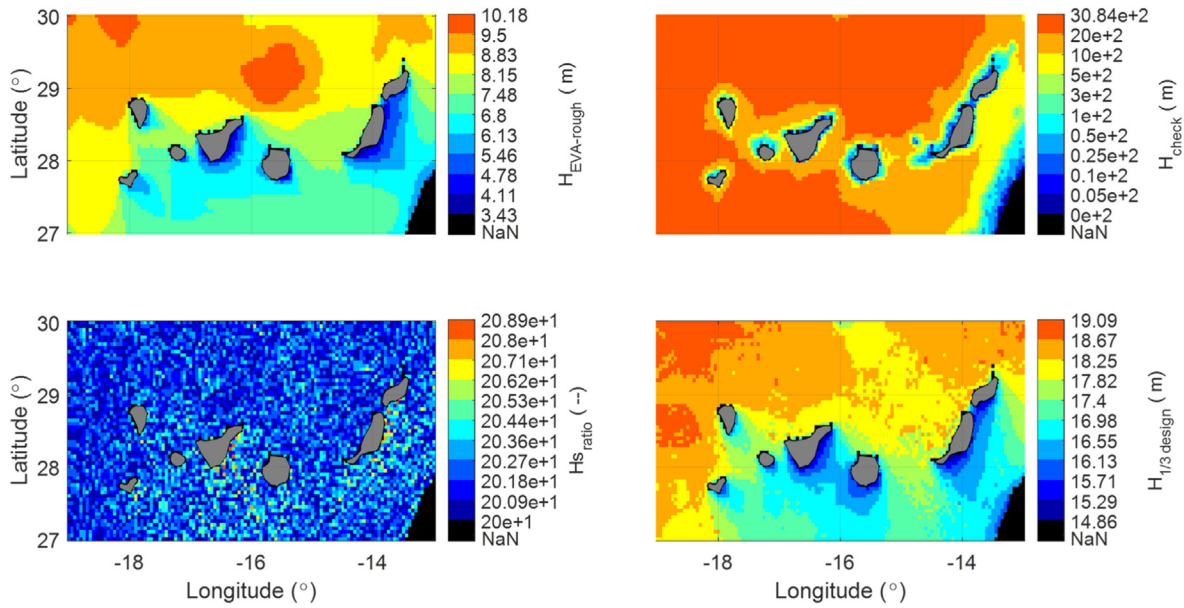 30
29
28
27
Latitude (°)
10.18
9.5
8.83
8.15
7.48
6.8
6.13
5.46
4.78
4.11
3.43
NaN
H_EVA-rough (m)
30.84e+2
20e+2
10e+2
5e+2
3e+2
1e+2
0.5e+2
0.25e+2
0.1e+2
0.05e+2
0e+2
NaN
H_check (m)
30
29
28
27
Latitude (°)
-18
-16
-14
Longitude (°)
20.89e+1
20.8e+1
20.71e+1
20.62e+1
20.53e+1
20.44e+1
20.36e+1
20.27e+1
20.18e+1
20.09e+1
20e+1
NaN
Hs_ratio (--)
-18
-16
-14
Longitude (°)
19.09
18.67
18.25
17.82
17.4
16.98
16.55
16.13
15.71
15.29
14.86
NaN
H_1/3 design (m)